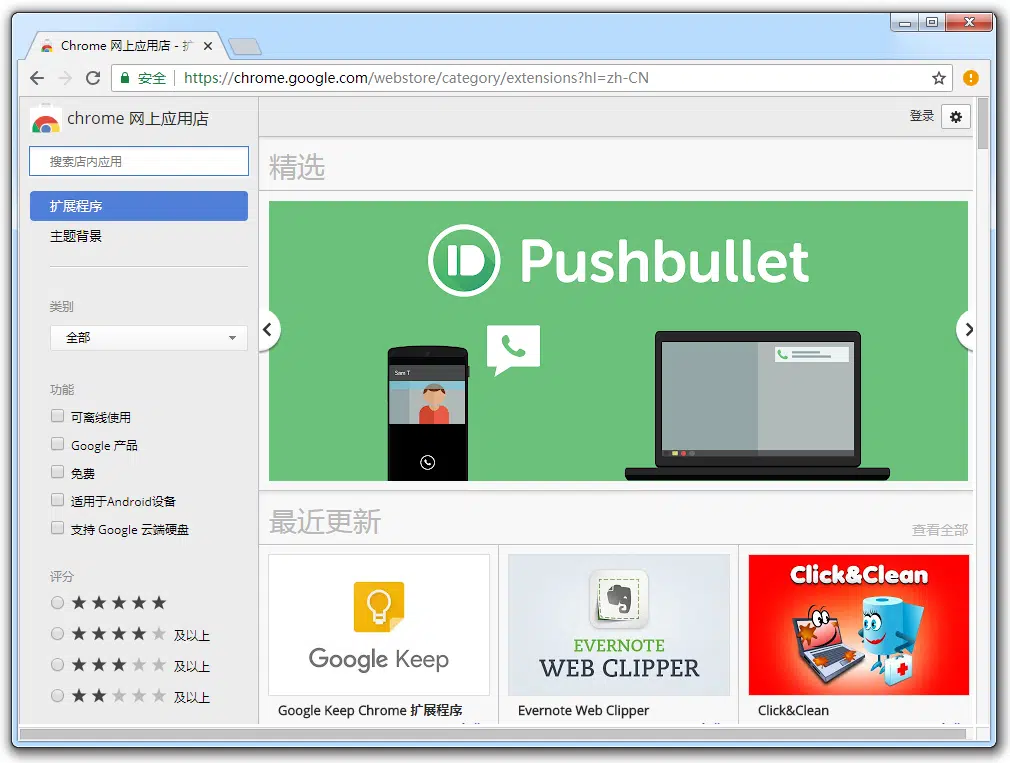 Chrome 网上应用店 - 扩
安全 https://chrome.google.com/webstore/category/extensions?hl=zh-CN
chrome 网上应用店
登录
搜索店内应用
扩展程序
主题背景
类别
全部
功能
可离线使用
Google 产品
免费
适用于Android设备
支持 Google 云端硬盘
评分
及以上
及以上
及以上
精选
Pushbullet
Sam T
最近更新
查看全部
Google Keep
Google Keep Chrome 扩展程序
EVERNOTE
WEB CLIPPER
Evernote Web Clipper
Click&Clean
Click&Clean